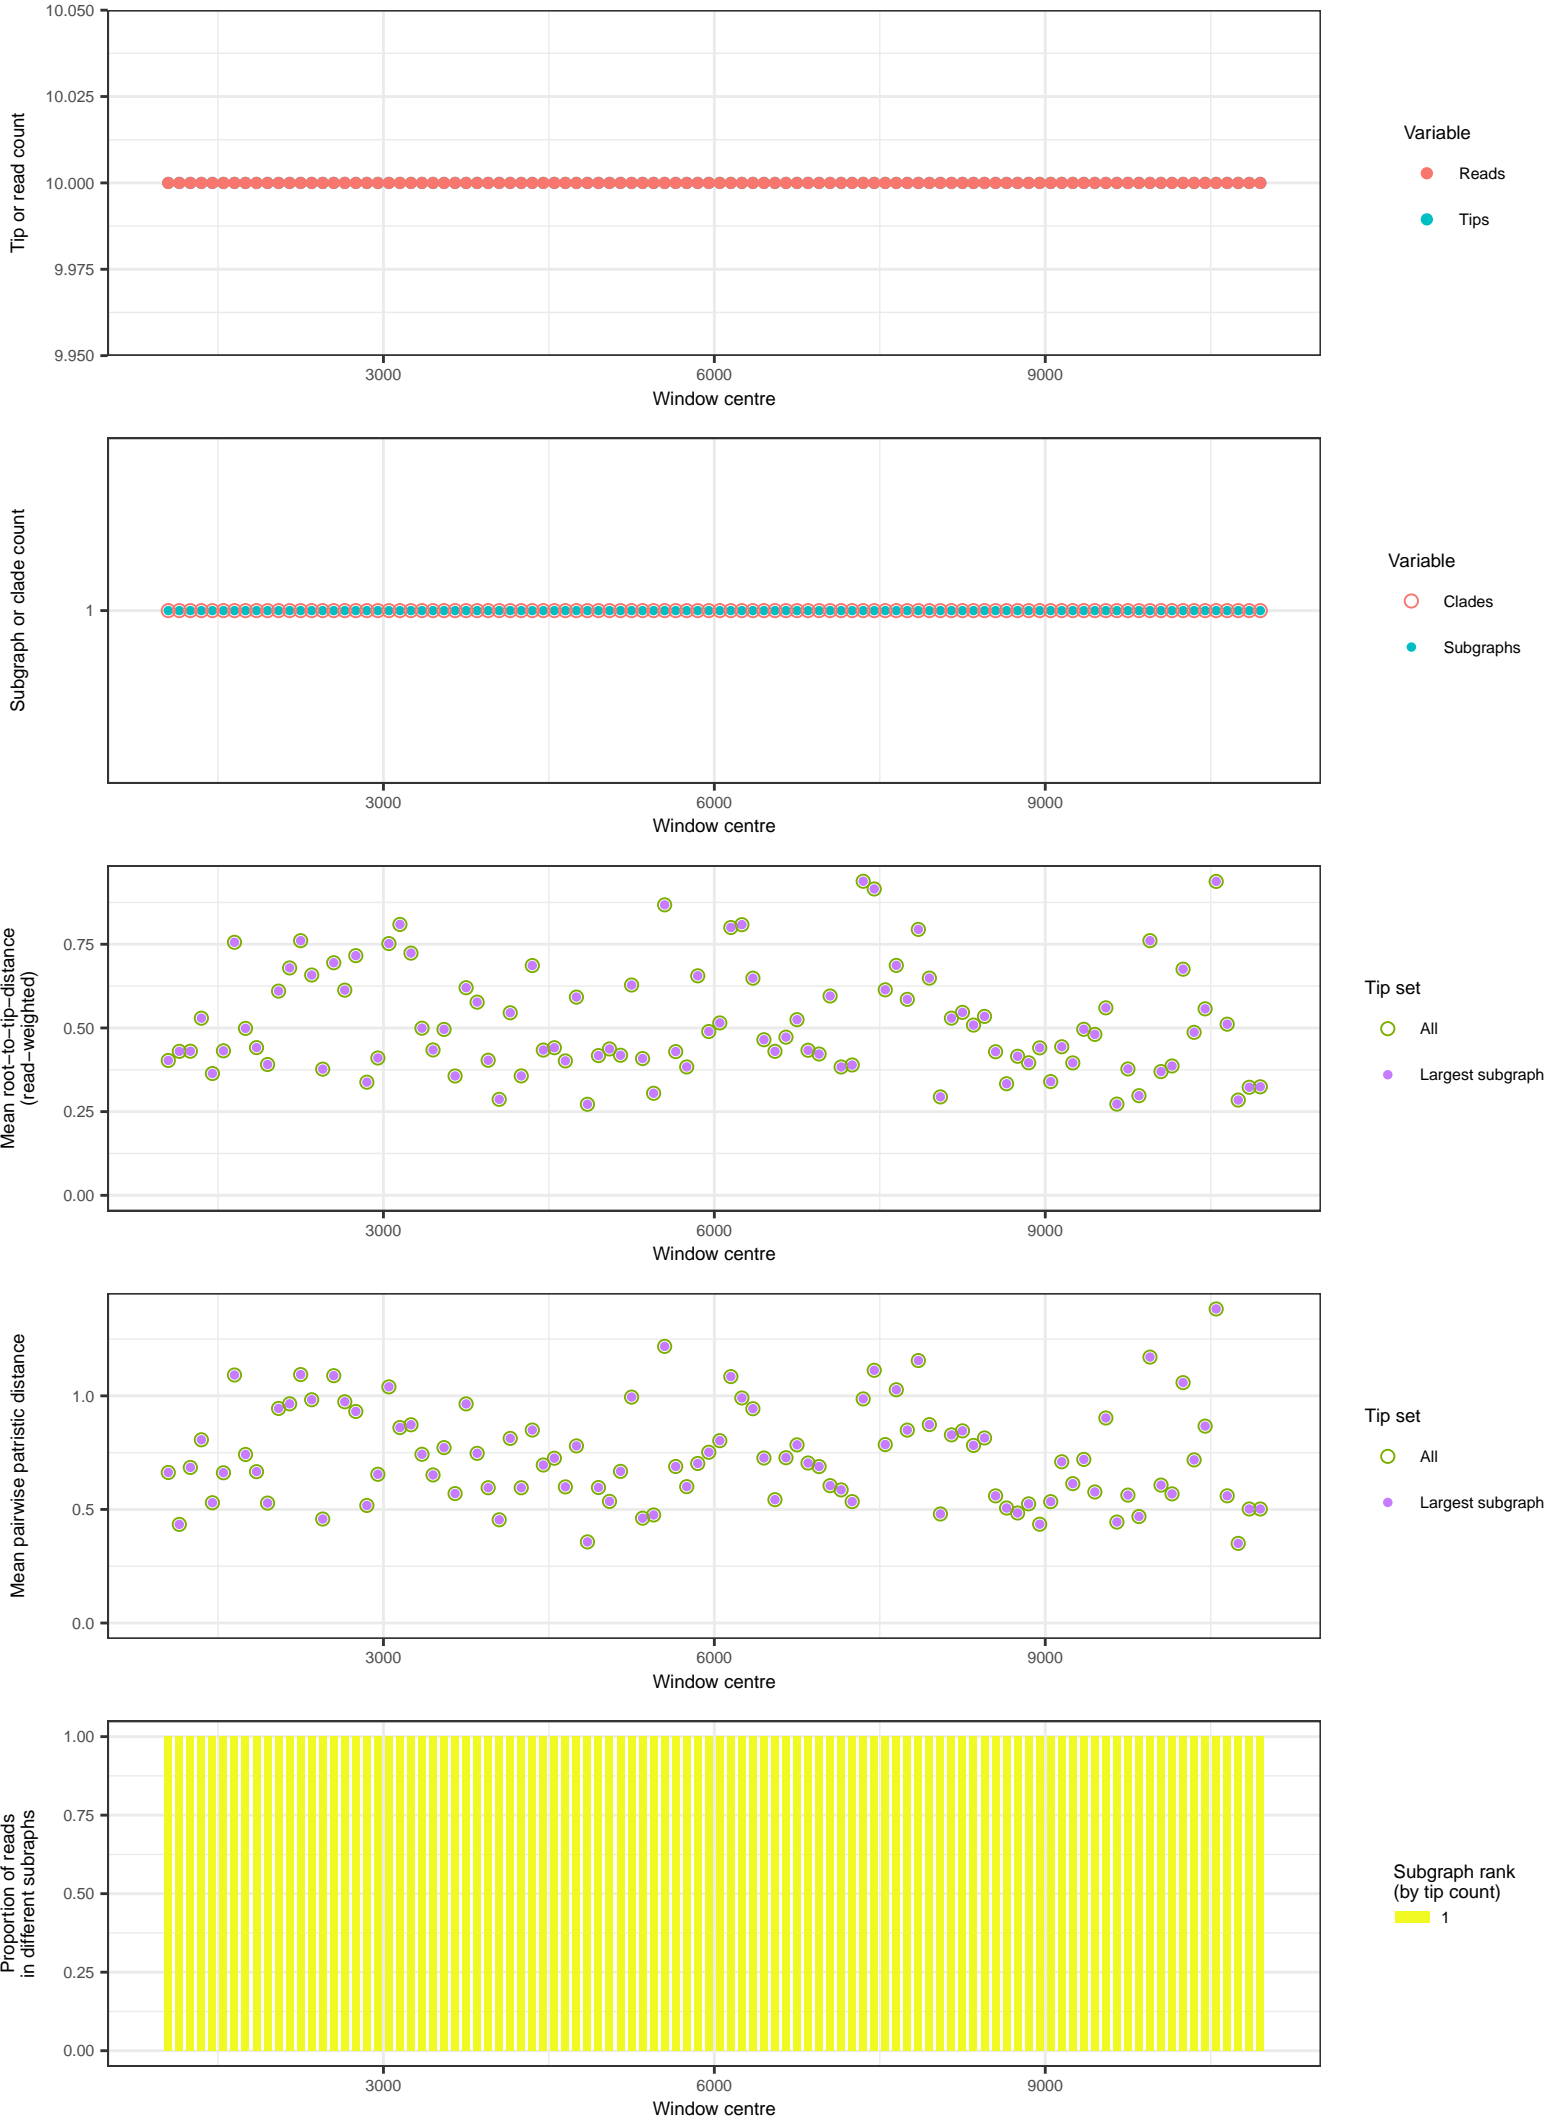 10.050
10.025
10.000
9.975
9.950
Tip or read count
3000
6000
9000
Window centre
Variable
Reads
Tips
1
Subgraph or clade count
3000
6000
9000
Window centre
Variable
Clades
Subgraphs
0.75
0.50
0.25
0.00
Mean root−to−tip−distance
(read−weighted)
3000
6000
9000
Window centre
Tip set
All
Largest subgraph
1.0
0.5
0.0
Mean pairwise patristic distance
3000
6000
9000
Window centre
Tip set
All
Largest subgraph
1.00
0.75
0.50
0.25
0.00
Proportion of reads
in different subraphs
3000
6000
9000
Window centre
Subgraph rank
(by tip count)
1